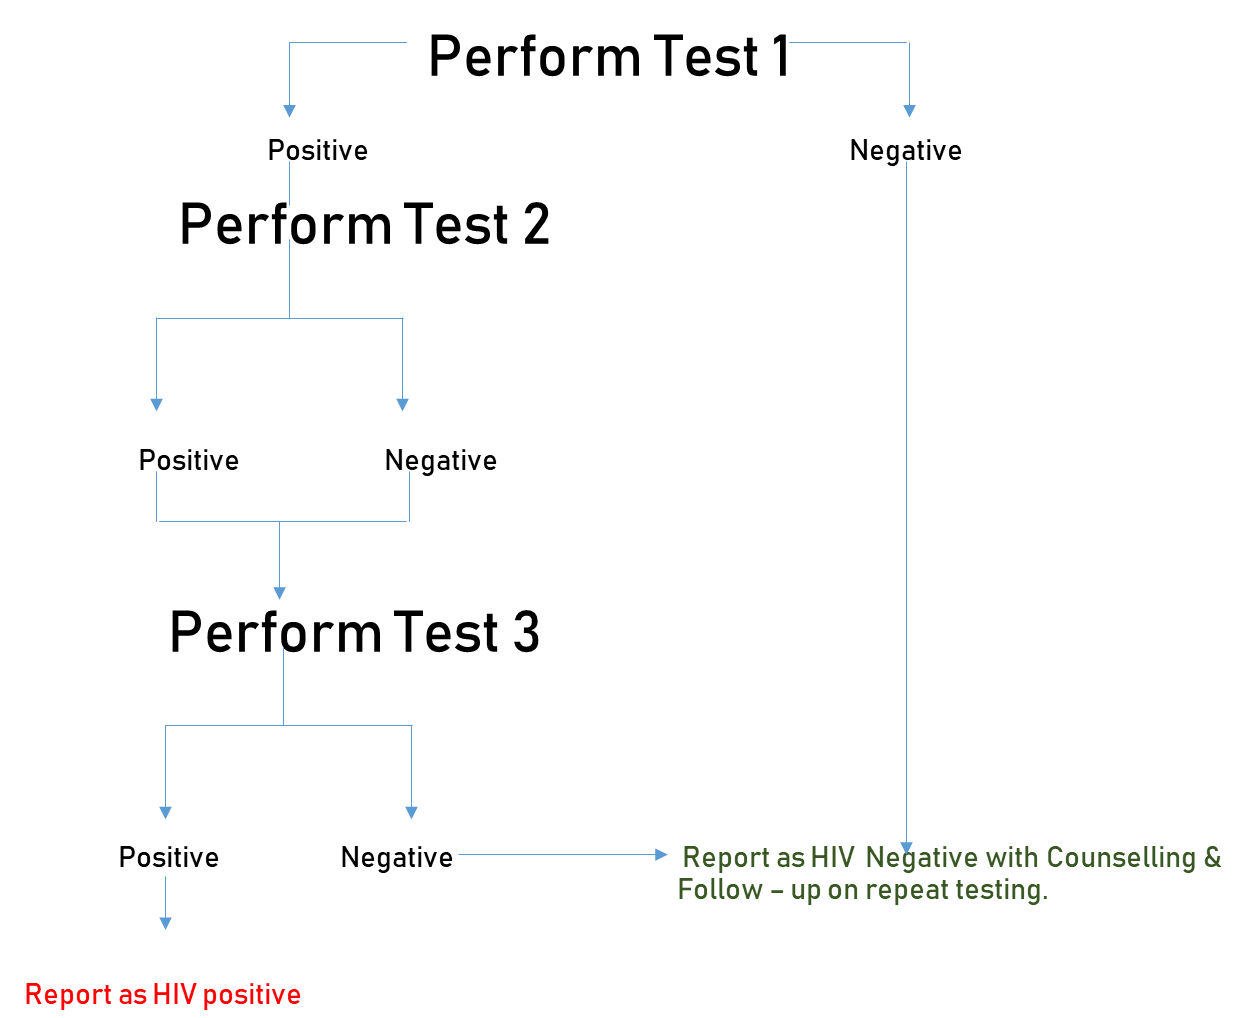 Perform Test 1
Positive
Negative
Perform Test 2
Positive
Negative
Perform Test 3
Positive
Negative
Report as HIV Negative with Counselling &
Follow – up on repeat testing.
Report as HIV positive